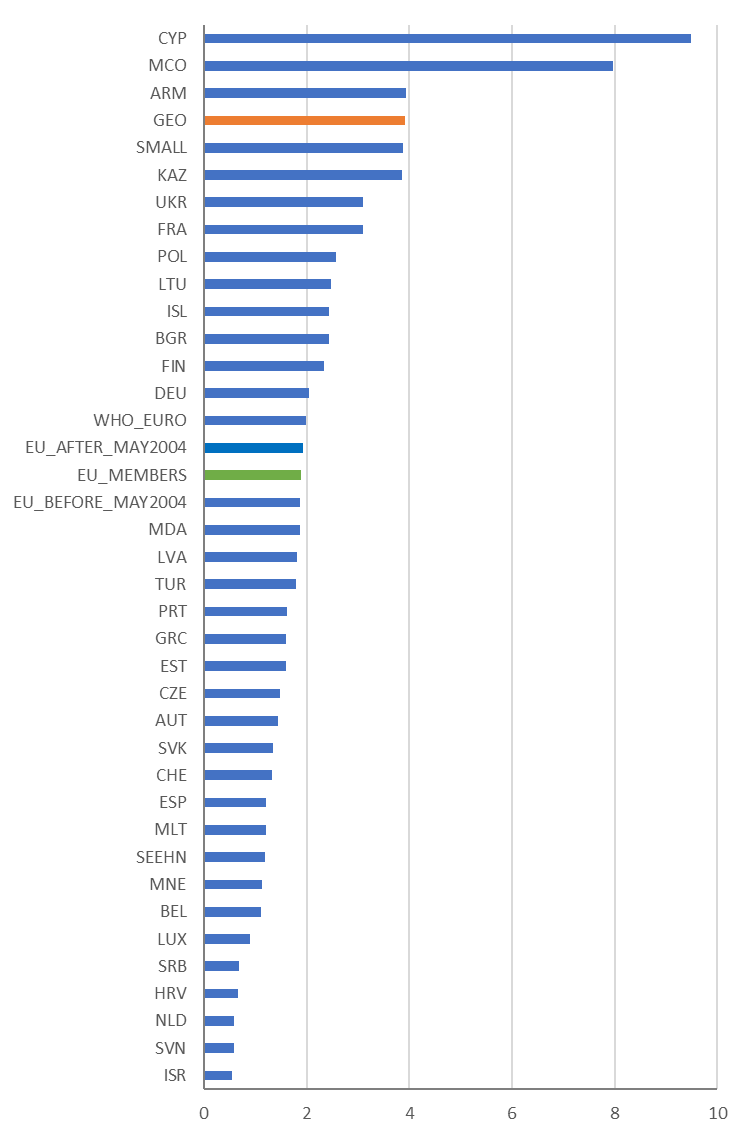 CYP
MCO
ARM
GEO
SMALL
KAZ
UKR
FRA
POL
LTU
ISL
BGR
FIN
DEU
WHO_EURO
EU_AFTER_MAY2004
EU_MEMBERS
EU_BEFORE_MAY2004
MDA
LVA
TUR
PRT
GRC
EST
CZE
AUT
SVK
CHE
ESP
MLT
SEEHN
MNE
BEL
LUX
SRB
HRV
NLD
SVN
ISR
0 2 4 6 8 10